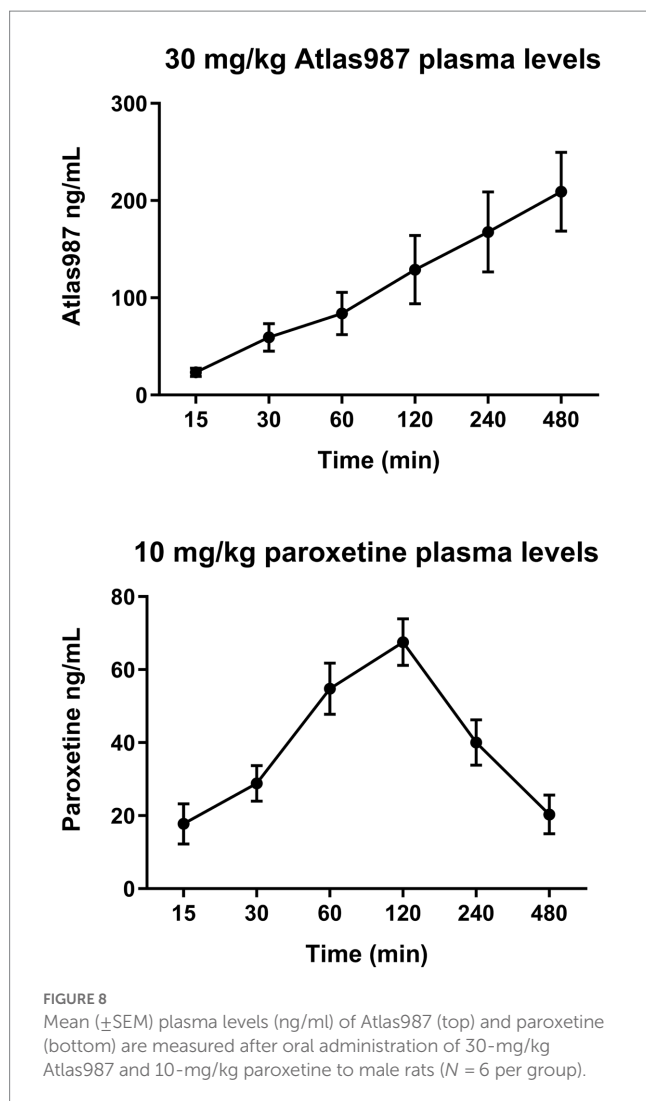 30 mg/kg Atlas987 plasma levels
Atlas987 ng/mL
300
200
100
0
15 30 60 120 240 480
Time (min)
10 mg/kg paroxetine plasma levels
Paroxetine ng/mL
80
60
40
20
0
15 30 60 120 240 480
Time (min)
FIGURE 8
Mean (±SEM) plasma levels (ng/ml) of Atlas987 (top) and paroxetine
(bottom) are measured after oral administration of 30-mg/kg
Atlas987 and 10-mg/kg paroxetine to male rats (N = 6 per group).